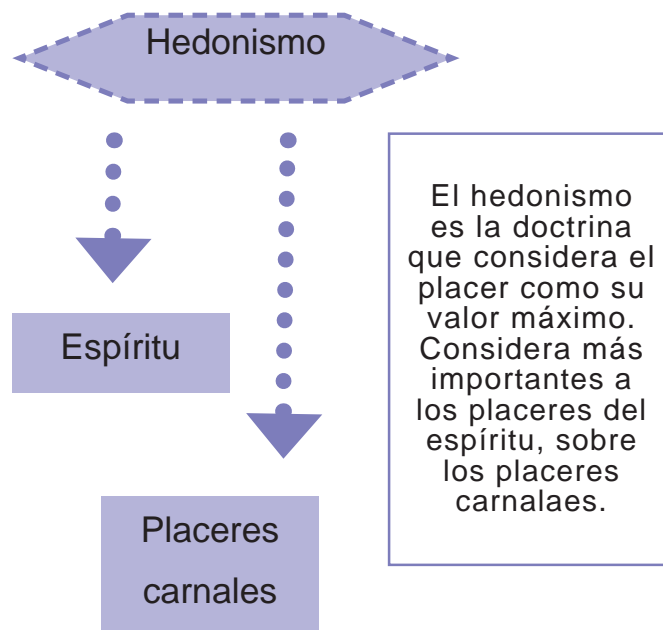 Hedonismo
Espíritu
Placeres
carnales
El hedonismo
es la doctrina
que considera el
placer como su
valor máximo.
Considera más
importantes a
los placeres del
espíritu, sobre
los placeres
carnalaes.